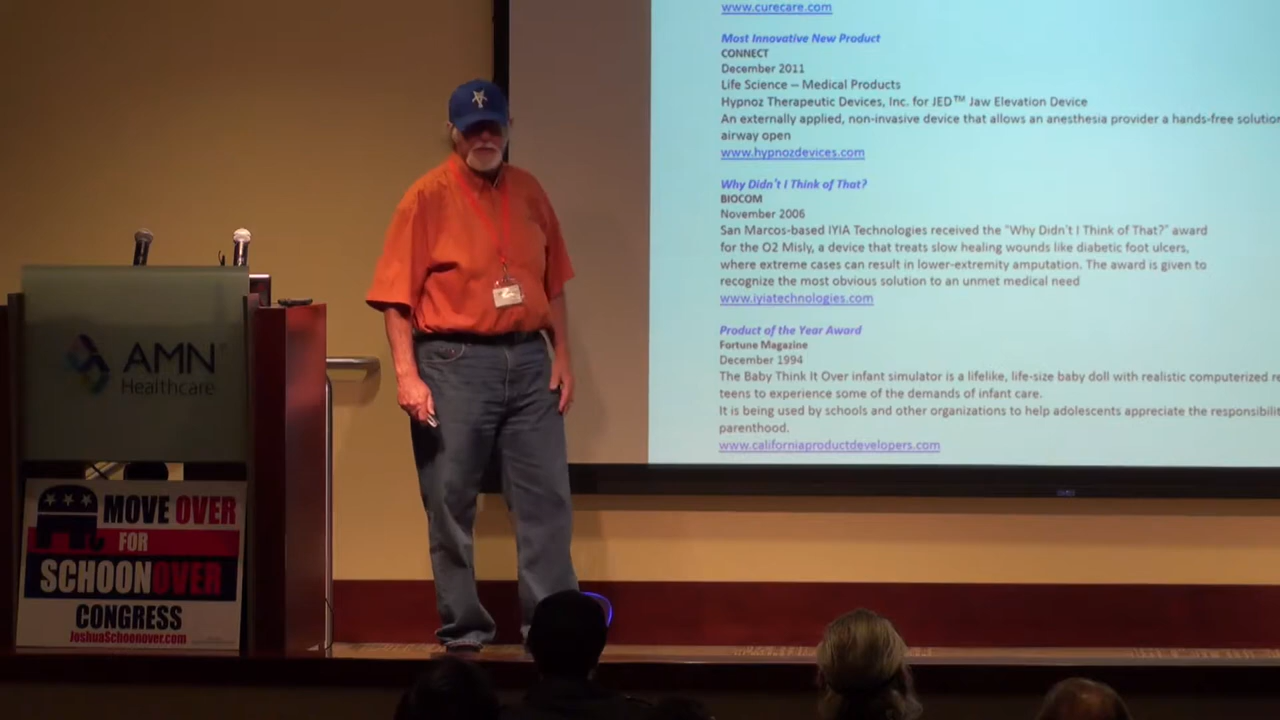 www.curecare.com
Most Innovative New Product
CONNECT
December 2011
Life Science – Medical Products
Hypnoz Therapeutic Devices, Inc. for JED™ Jaw Elevation Device
An externally applied, non-invasive device that allows an anesthesia provider a hands-free solution
airway open
www.hypnozdevices.com
Why Didn't I Think of That?
BIOCOM
November 2006
San Marcos-based IYIA Technologies received the "Why Didn't I Think of That?" award
for the O2 Misly, a device that treats slow healing wounds like diabetic foot ulcers,
where extreme cases can result in lower-extremity amputation. The award is given to
recognize the most obvious solution to an unmet medical need
www.iyiatechnologies.com
Product of the Year Award
Fortune Magazine
December 1994
The Baby Think It Over infant simulator is a lifelike, life-size baby doll with realistic computerized
teens to experience some of the demands of infant care.
It is being used by schools and other organizations to help adolescents appreciate the
parenthood.
www.californiaproductdevelopers.com
AMN
Healthcare
MOVE OVER
FOR
SCHOONOVER
CONGRESS
JoshuaSchoonover.com